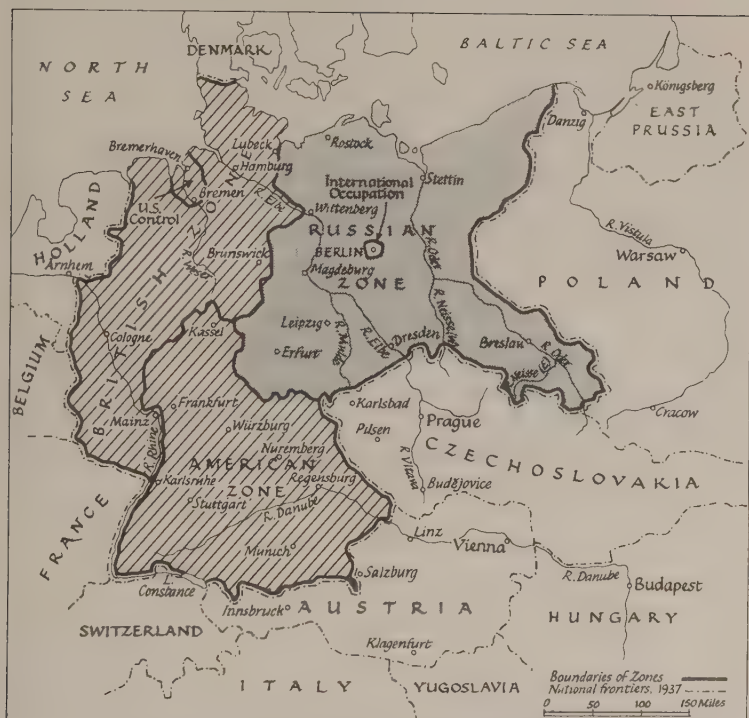 DENMARK
BALTIC SEA
NORTH
SEA
Königsberg
EAST
PRUSSIA
Danzig
Rostock
Lubeck
Hamburg
Bremerhaven
Bremen
U.S.
Control
Stettin
International
Occupation
R. Elbe
Wittenberg
RUSSIAN
ZONE
BERLIN
R. Oder
HOLLAND
Arnhem
BRITISH ZONE
Brunswick
Magdeburg
R. Vistula
Warsaw
POLAND
Cologne
Kassel
Leipzig
R. Mulde
R. Elbe
Dresden
Erfurt
Breslau
R. Oder
BELGIUM
Frankfurt
Mainz
R. Rhine
Würzburg
Karlsbad
Prague
Pilsen
Cracow
CZECHOSLOVAKIA
Nuremberg
AMERICAN
ZONE
Regensburg
Karlsruhe
Stuttgart
R. Danube
Budějovice
FRANCE
Munich
Linz
Vienna
R. Danube
Budapest
L.
Constance
Salzburg
Innsbruck
AUSTRIA
HUNGARY
SWITZERLAND
Klagenfurt
ITALY
YUGOSLAVIA
Boundaries of Zones
National frontiers, 1937
0 50 100 150 Miles